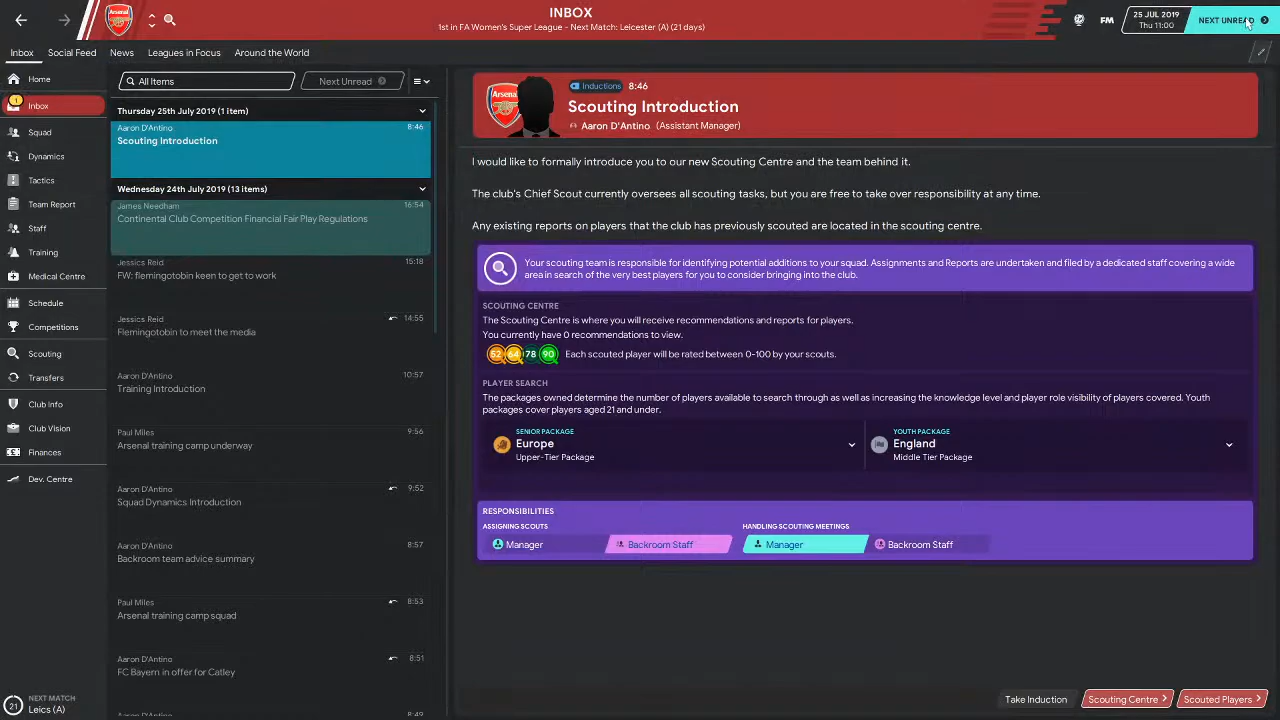 INBOX
1st in FA Women's Super League - Next Match: Leicester (A) (21 days)
FM
25 JUL 2019
Thu 11:00
NEXT UNREAD
Inbox
Social Feed
News
Leagues in Focus
Around the World
Home
1
Inbox
Squad
Dynamics
Tactics
Team Report
Staff
Training
Medical Centre
Schedule
Competitions
Scouting
Transfers
Club Info
Club Vision
Finances
Dev. Centre
21
NEXT MATCH
Leics (A)
All Items
Next Unread
Thursday 25th July 2019 (1 item)
Aaron D'Antino 8:46
Scouting Introduction
Wednesday 24th July 2019 (13 items)
James Needham 16:54
Continental Club Competition Financial Fair Play Regulations
Jessics Reid 15:18
FW: flemingotobin keen to get to work
Jessics Reid 14:55
Flemingotobin to meet the media
Aaron D'Antino 10:57
Training Introduction
Paul Miles 9:56
Arsenal training camp underway
Aaron D'Antino 9:52
Squad Dynamics Introduction
Aaron D'Antino 8:57
Backroom team advice summary
Paul Miles 8:53
Arsenal training camp squad
Aaron D'Antino 8:51
FC Bayern in offer for Catley
Aaron D'Antino 8:49
Arsenal
Inductions 8:46
Scouting Introduction
Aaron D'Antino (Assistant Manager)
I would like to formally introduce you to our new Scouting Centre and the team behind it.
The club's Chief Scout currently oversees all scouting tasks, but you are free to take over responsibility at any time.
Any existing reports on players that the club has previously scouted are located in the scouting centre.
Your scouting team is responsible for identifying potential additions to your squad. Assignments and Reports are undertaken and filed by a dedicated staff covering a wide
area in search of the very best players for you to consider bringing into the club.
SCOUTING CENTRE
The Scouting Centre is where you will receive recommendations and reports for players.
You currently have 0 recommendations to view.
52 64 78 90 Each scouted player will be rated between 0-100 by your scouts.
PLAYER SEARCH
The packages owned determine the number of players available to search through as well as increasing the knowledge level and player role visibility of players covered. Youth
packages cover players aged 21 and under.
SENIOR PACKAGE
Europe
Upper-Tier Package
YOUTH PACKAGE
England
Middle Tier Package
RESPONSIBILITIES
ASSIGNING SCOUTS
Manager
Backroom Staff
HANDLING SCOUTING MEETINGS
Manager
Backroom Staff
Take Induction
Scouting Centre
Scouted Players